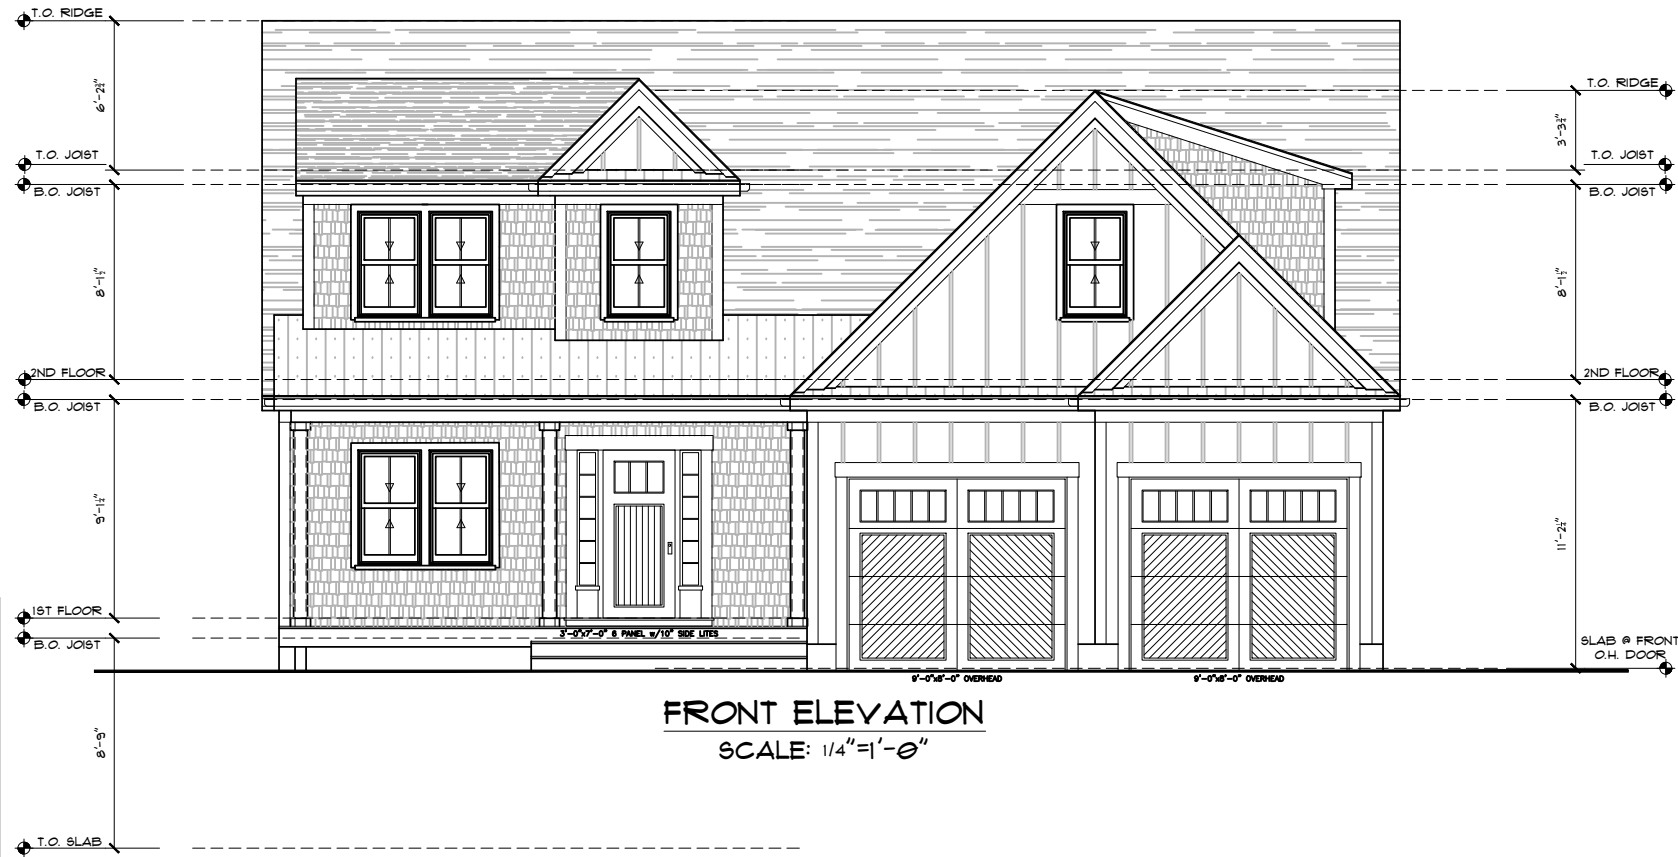 T.O. RIDGE
6'-2¾"
T.O. JOIST
B.O. JOIST
8'-1½"
2ND FLOOR
B.O. JOIST
9'-1½"
1ST FLOOR
B.O. JOIST
8'-9"
T.O. SLAB
T.O. RIDGE
3'-3¾"
T.O. JOIST
B.O. JOIST
8'-1½"
2ND FLOOR
B.O. JOIST
11'-2½"
SLAB @ FRONT
O.H. DOOR
3'-0"x7'-0" 6 PANEL w/10" SIDE LITES
9'-0"x8'-0" OVERHEAD
9'-0"x8'-0" OVERHEAD
FRONT ELEVATION
SCALE: 1/4"=1'-0"